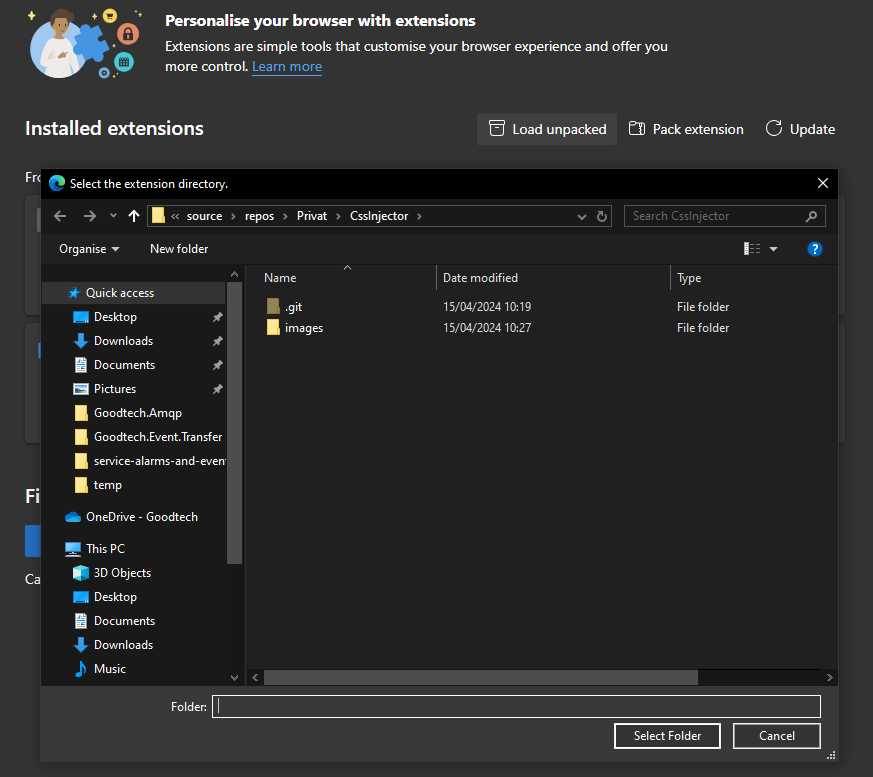 Personalise your browser with extensions
Extensions are simple tools that customise your browser experience and offer you
more control. Learn more
Installed extensions
Load unpacked
Pack extension
Update
Fro
Select the extension directory.
« source › repos › Privat › CssInjector ›
Search CssInjector
Organise
New folder
?
Name
Date modified
Type
Quick access
Desktop
Downloads
Documents
Pictures
Goodtech.Amqp
Goodtech.Event.Transfer
service-alarms-and-even
temp
OneDrive - Goodtech
This PC
3D Objects
Desktop
Documents
Downloads
Music
.git
15/04/2024 10:19
File folder
images
15/04/2024 10:27
File folder
Fi
Ca
Folder:
Select Folder
Cancel